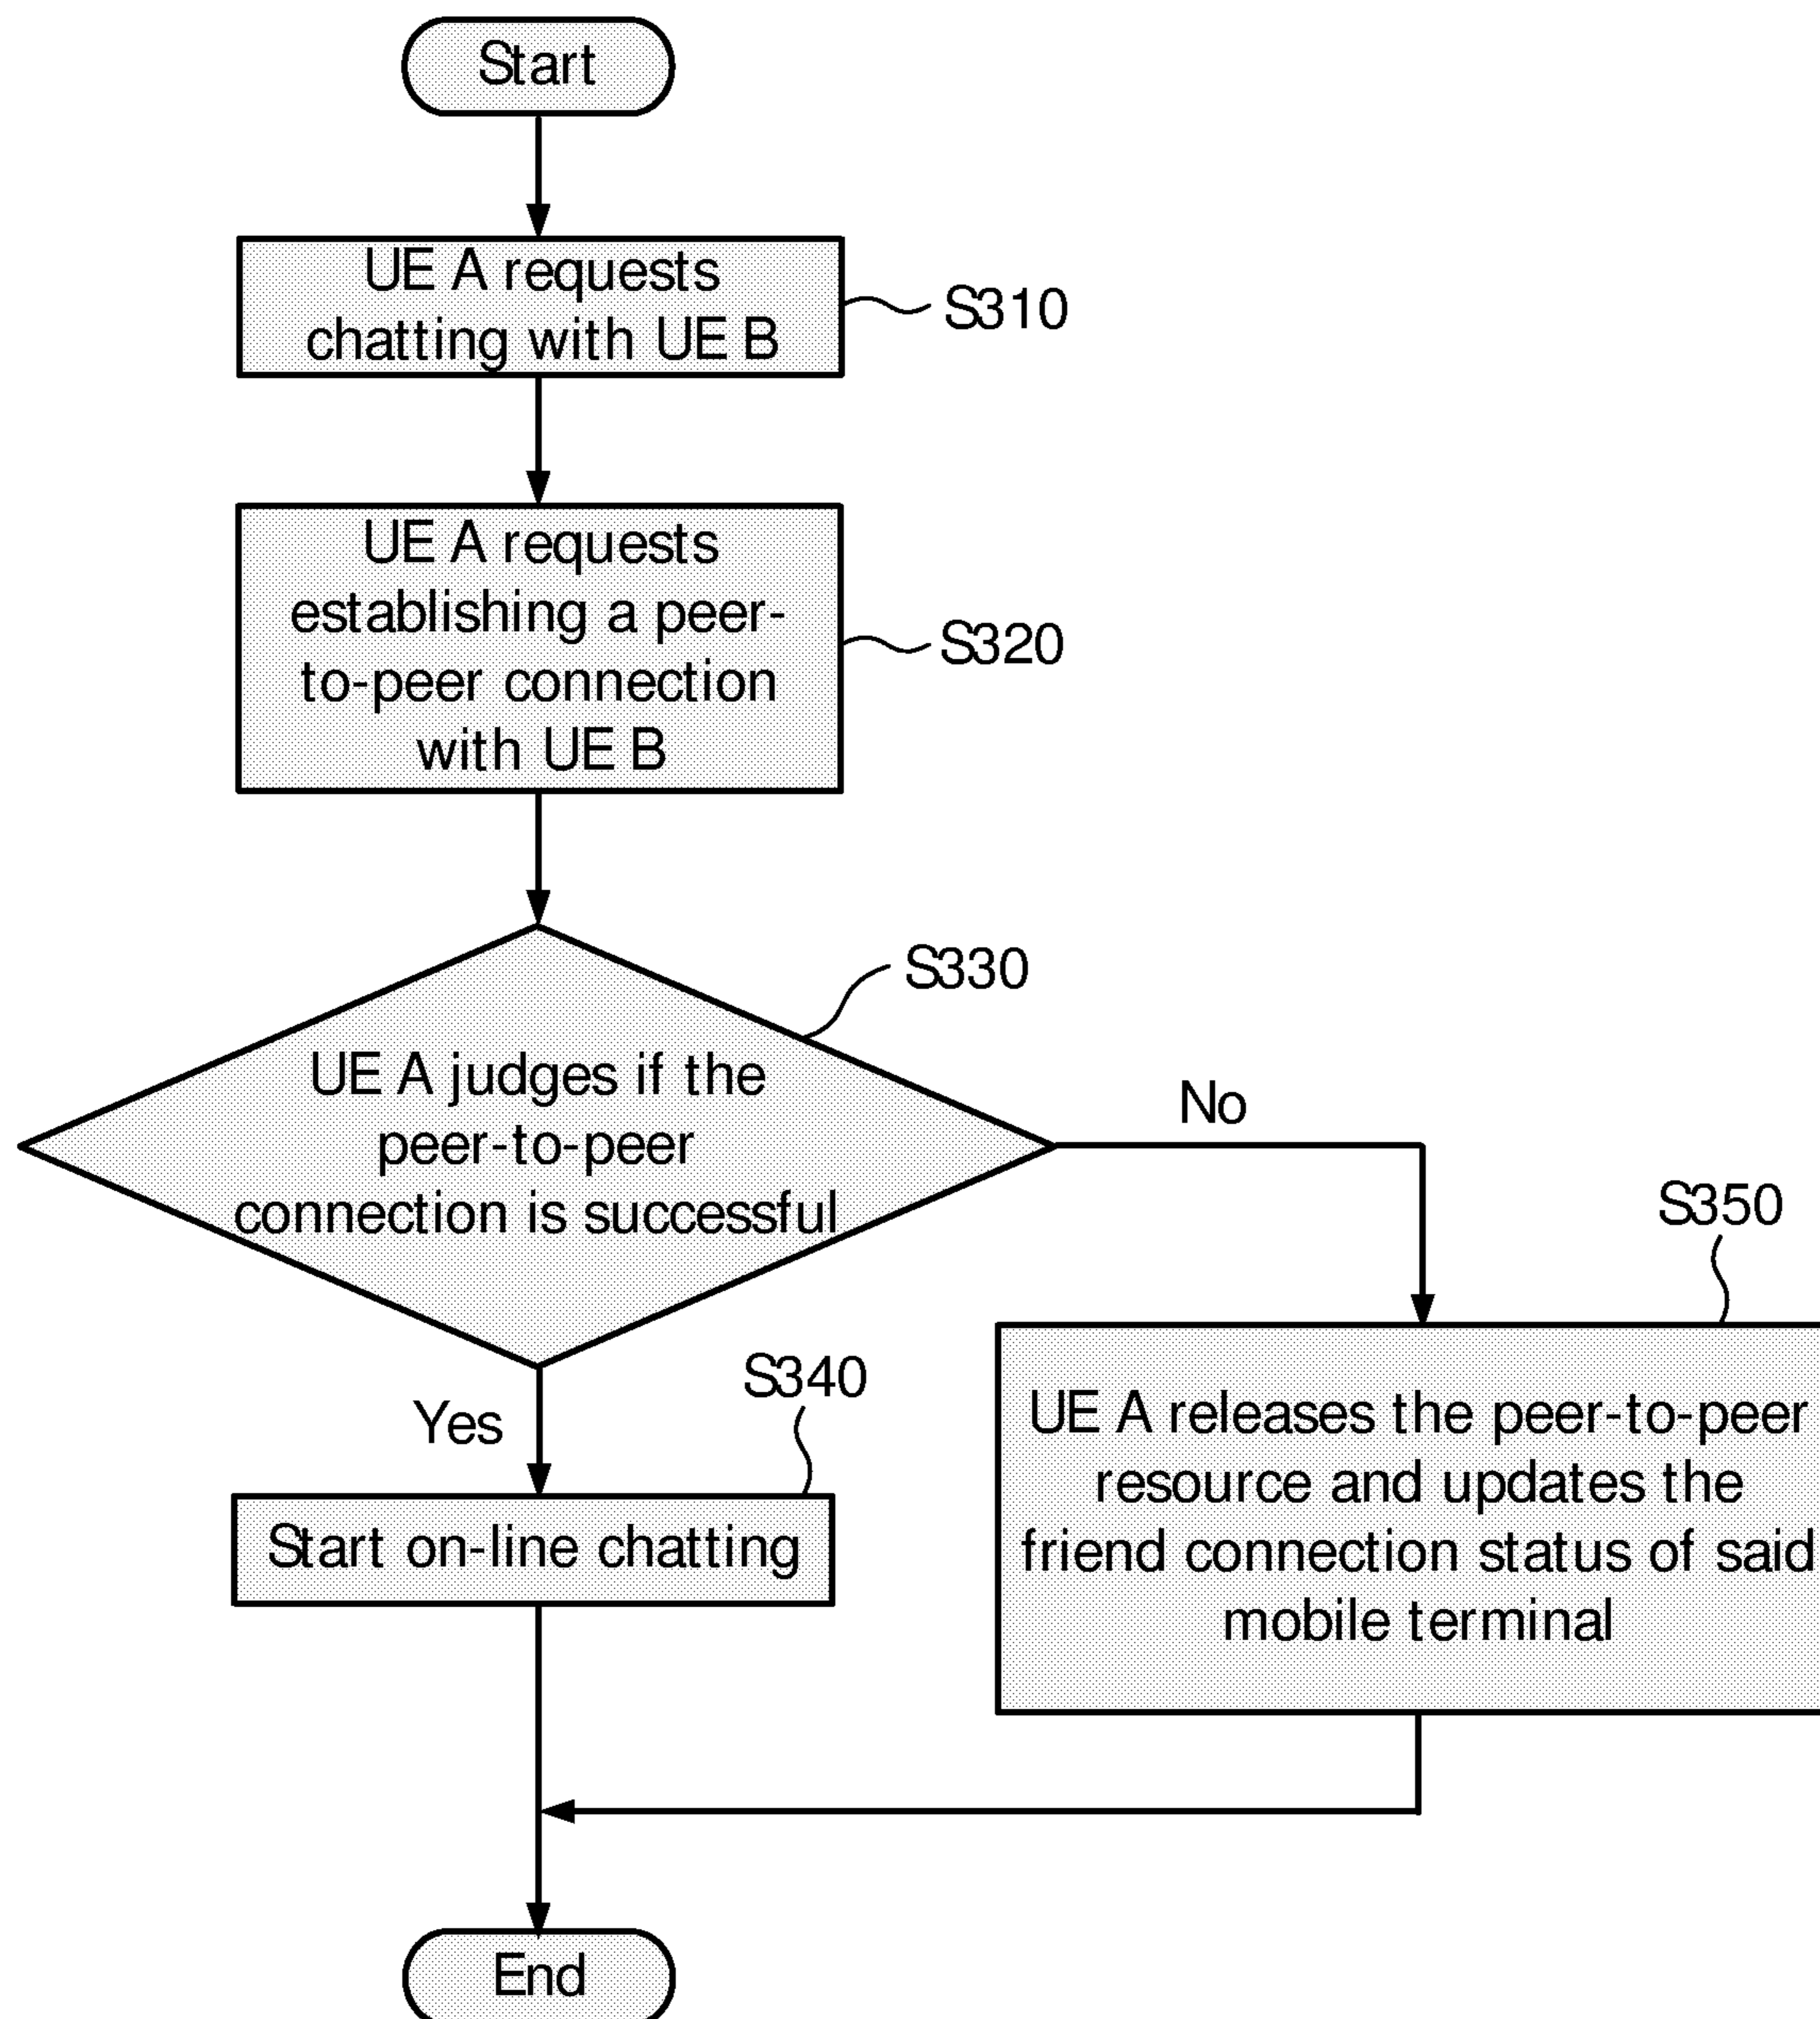 Start
UE A requests
chatting with UE B
S310
UE A requests
establishing a peer-
to-peer connection
with UE B
S320
S330
UE A judges if the
peer-to-peer
connection is successful
No
Yes
S340
Start on-line chatting
S350
UE A releases the peer-to-peer
resource and updates the
friend connection status of said
mobile terminal
End